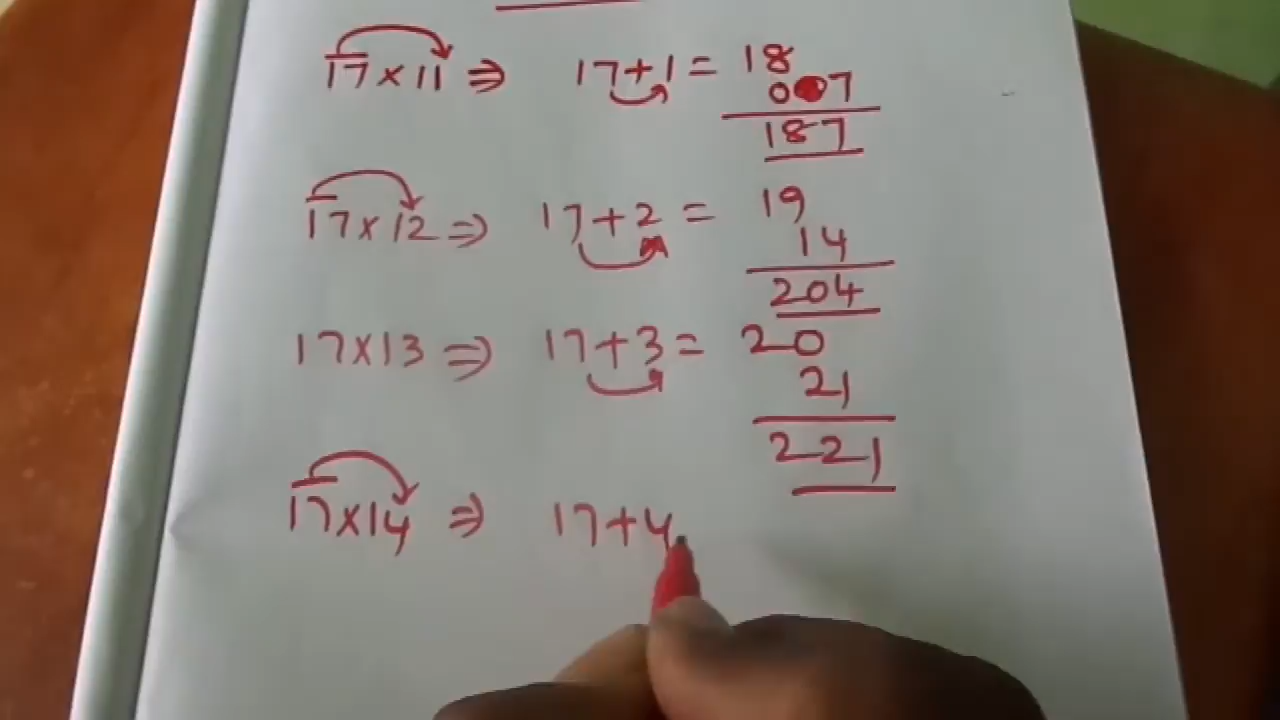 17×11 ⇒ 17+1 = 18
007
187
17×12 ⇒ 17+2 = 19
14
204
17×13 ⇒ 17+3 = 20
21
221
17×14 ⇒ 17+4